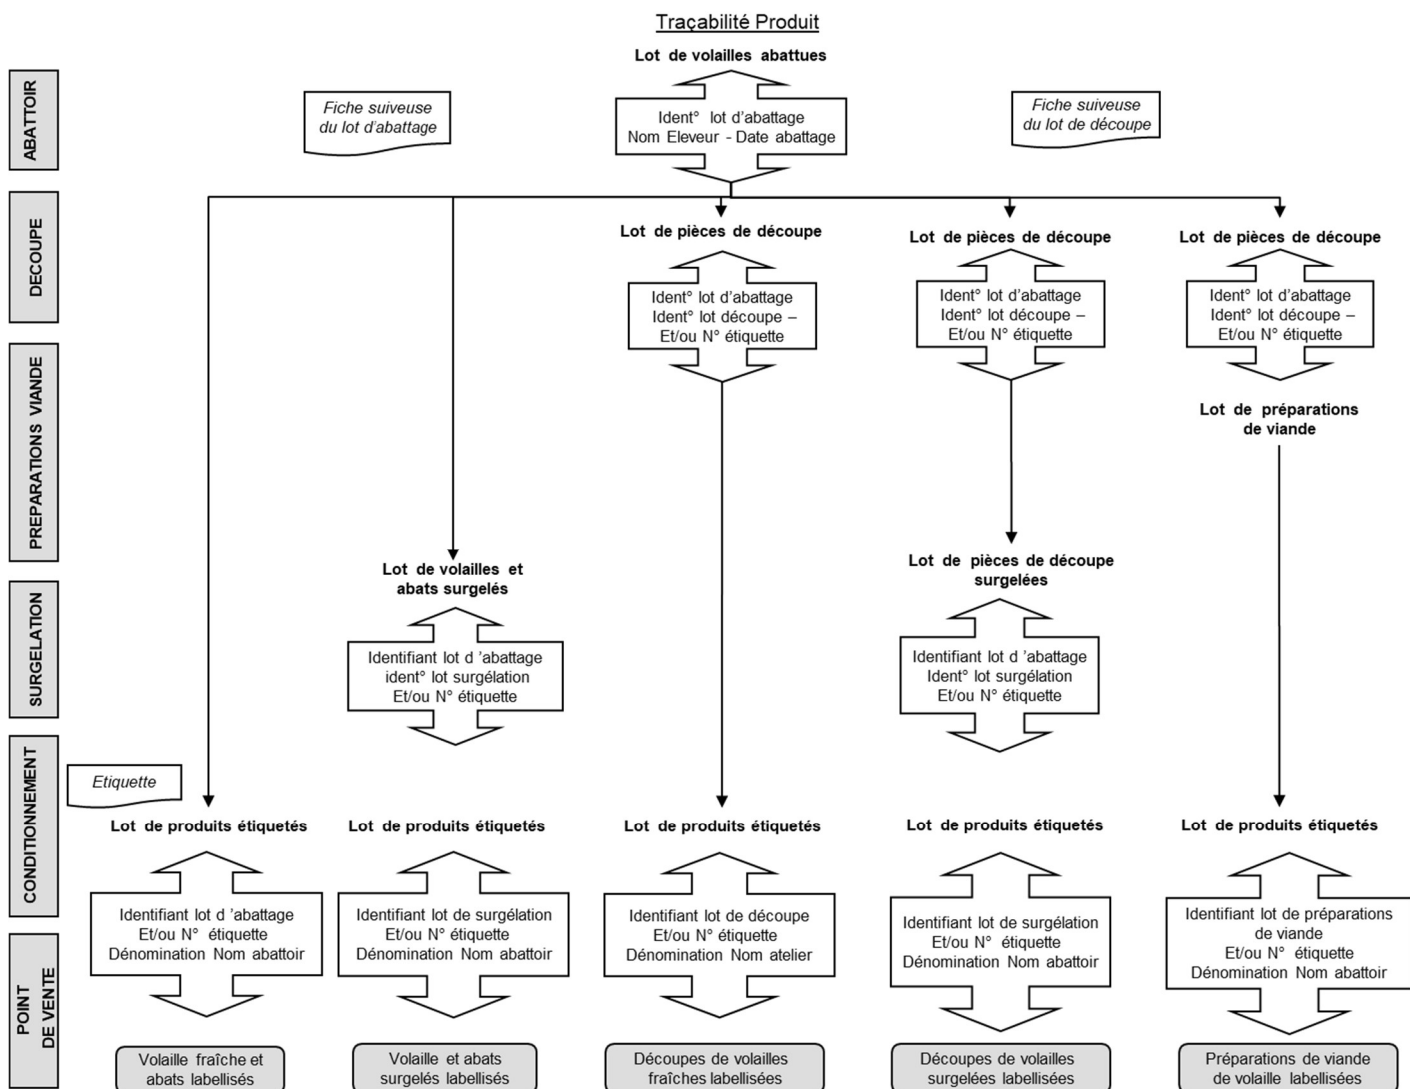 Traçabilité Produit
Lot de volailles abattues
ABATTOIR
Fiche suiveuse
du lot d'abattage
Ident° lot d'abattage
Nom Eleveur - Date abattage
Fiche suiveuse
du lot de découpe
DECOUPE
Lot de pièces de découpe
Ident° lot d'abattage
Ident° lot découpe –
Et/ou N° étiquette
Lot de pièces de découpe
Ident° lot d'abattage
Ident° lot découpe –
Et/ou N° étiquette
Lot de pièces de découpe
Ident° lot d'abattage
Ident° lot découpe –
Et/ou N° étiquette
PREPARATIONS VIANDE
Lot de préparations
de viande
SURGELATION
Lot de volailles et
abats surgelés
Identifiant lot d 'abattage
ident° lot surgélation
Et/ou N° étiquette
Lot de pièces de découpe
surgelées
Identifiant lot d 'abattage
Ident° lot surgélation
Et/ou N° étiquette
CONDITIONNEMENT
Etiquette
Lot de produits étiquetés
Identifiant lot d 'abattage
Et/ou N° étiquette
Dénomination Nom abattoir
Lot de produits étiquetés
Identifiant lot de surgélation
Et/ou N° étiquette
Dénomination Nom abattoir
Lot de produits étiquetés
Identifiant lot de découpe
Et/ou N° étiquette
Dénomination Nom atelier
Lot de produits étiquetés
Identifiant lot de surgélation
Et/ou N° étiquette
Dénomination Nom abattoir
Lot de produits étiquetés
Identifiant lot de préparations
de viande
Et/ou N° étiquette
Dénomination Nom abattoir
POINT
DE VENTE
Volaille fraîche et
abats labellisés
Volaille et abats
surgelés labellisés
Découpes de volailles
fraîches labellisées
Découpes de volailles
surgelées labellisées
Préparations de viande
de volaille labellisées